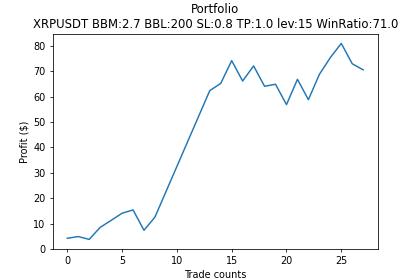 Portfolio
XRPUSDT BBM:2.7 BBL:200 SL:0.8 TP:1.0 lev:15 WinRatio:71.0
80
70
60
50
40
30
20
10
0
Profit ($)
0 5 10 15 20 25
Trade counts